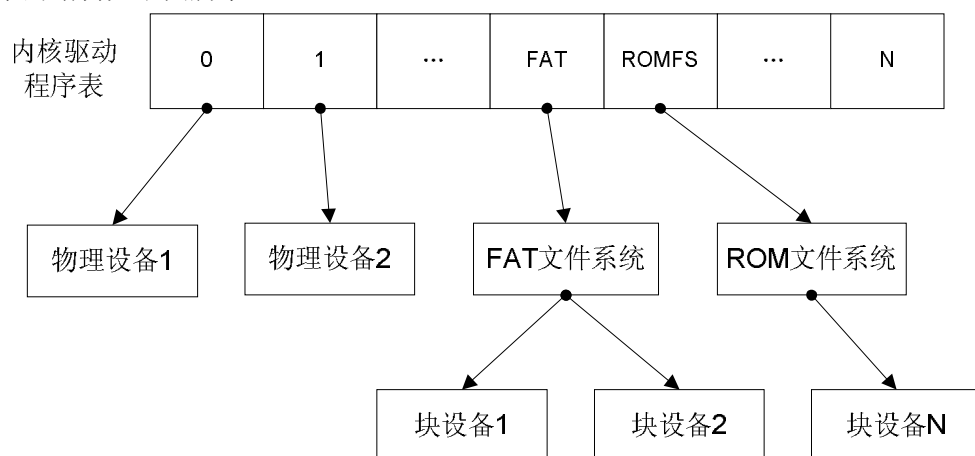 内核驱动
程序表
0 1 … FAT ROMFS … N
物理设备1 物理设备2 FAT文件系统 ROM文件系统
块设备1 块设备2 块设备N